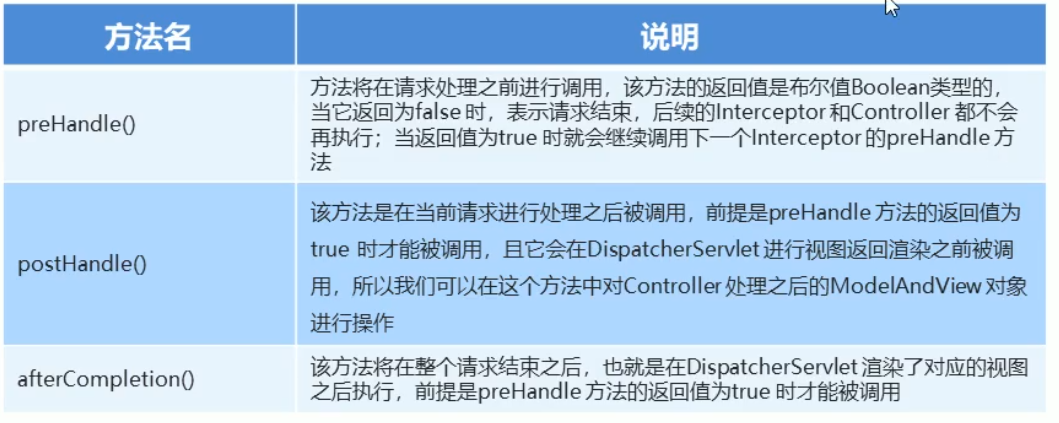 方法名
说明
preHandle()
方法将在请求处理之前进行调用，该方法的返回值是布尔值Boolean类型的，
当它返回为false 时，表示请求结束，后续的Interceptor 和Controller 都不会
再执行；当返回值为true 时就会继续调用下一个Interceptor 的preHandle 方
法
postHandle()
该方法是在当前请求进行处理之后被调用，前提是preHandle 方法的返回值为
true 时才能被调用，且它会在DispatcherServlet 进行视图返回渲染之前被调
用，所以我们可以在这个方法中对Controller 处理之后的ModelAndView 对象
进行操作
afterCompletion()
该方法将在整个请求结束之后，也就是在DispatcherServlet 渲染了对应的视图
之后执行，前提是preHandle 方法的返回值为true 时才能被调用